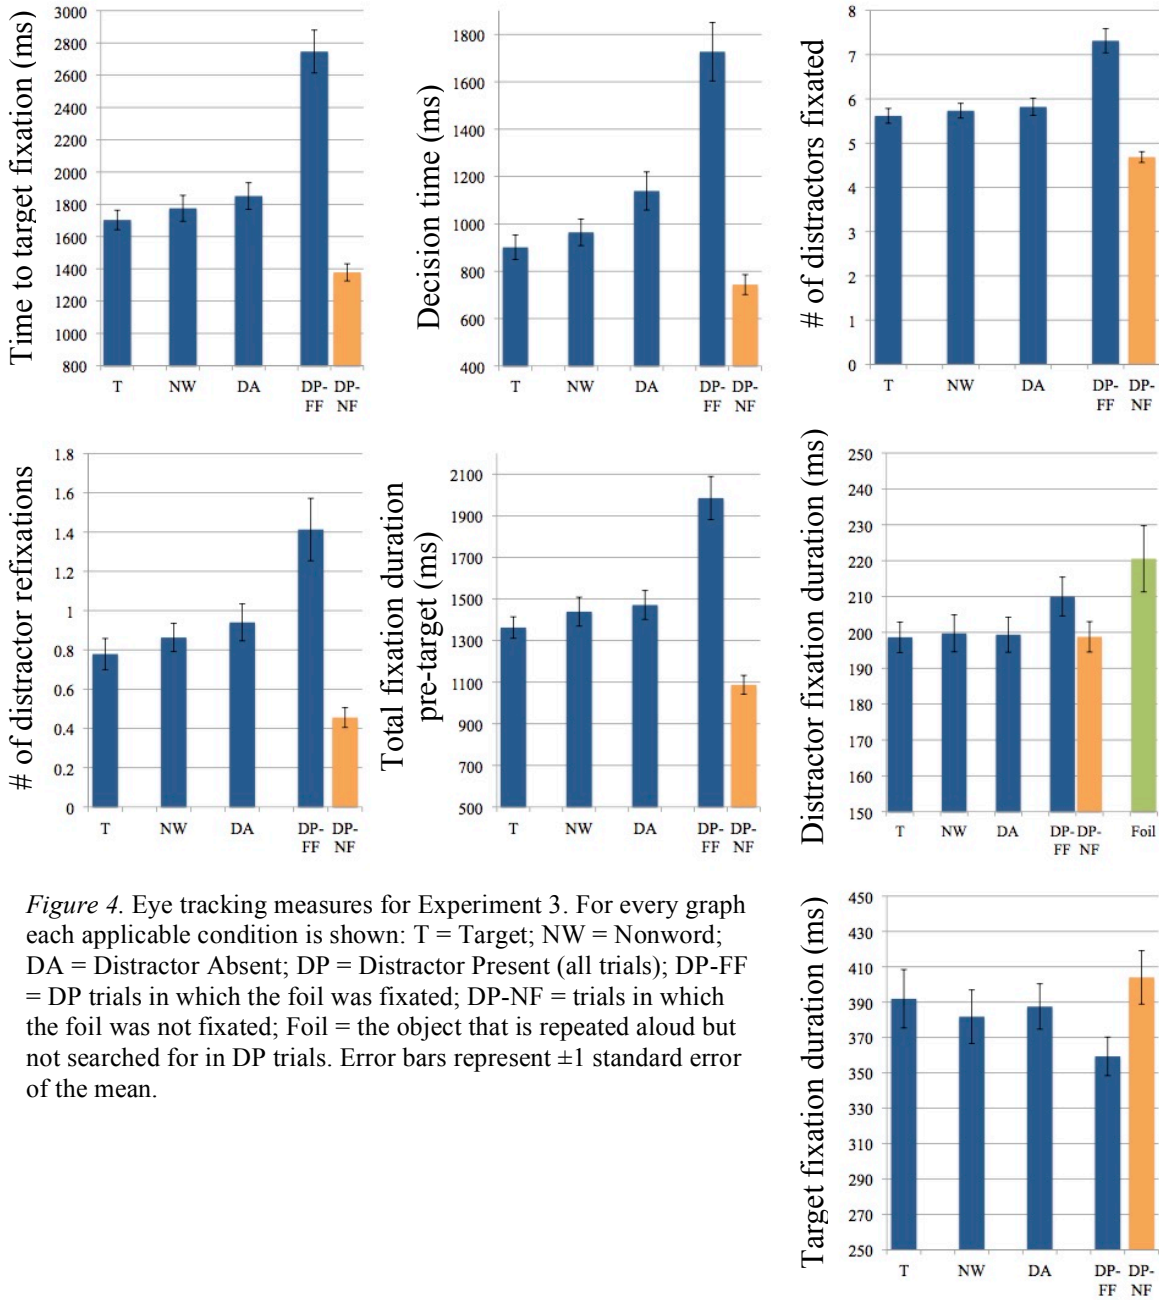 Time to target fixation (ms)
3000
2800
2600
2400
2200
2000
1800
1600
1400
1200
1000
800
T NW DA DP- DP-
FF NF
Decision time (ms)
1800
1600
1400
1200
1000
800
600
400
T NW DA DP- DP-
FF NF
# of distractors fixated
8
7
6
5
4
3
2
1
0
T NW DA DP- DP-
FF NF
# of distractor refixations
1.8
1.6
1.4
1.2
1
0.8
0.6
0.4
0.2
0
T NW DA DP- DP-
FF NF
Total fixation duration
pre-target (ms)
2100
1900
1700
1500
1300
1100
900
700
500
T NW DA DP- DP-
FF NF
Distractor fixation duration (ms)
250
240
230
220
210
200
190
180
170
160
150
T NW DA DP- DP- Foil
FF NF
Figure 4. Eye tracking measures for Experiment 3. For every graph
each applicable condition is shown: T = Target; NW = Nonword;
DA = Distractor Absent; DP = Distractor Present (all trials); DP-FF
= DP trials in which the foil was fixated; DP-NF = trials in which
the foil was not fixated; Foil = the object that is repeated aloud but
not searched for in DP trials. Error bars represent ±1 standard error
of the mean.
Target fixation duration (ms)
450
430
410
390
370
350
330
310
290
270
250
T NW DA DP- DP-
FF NF